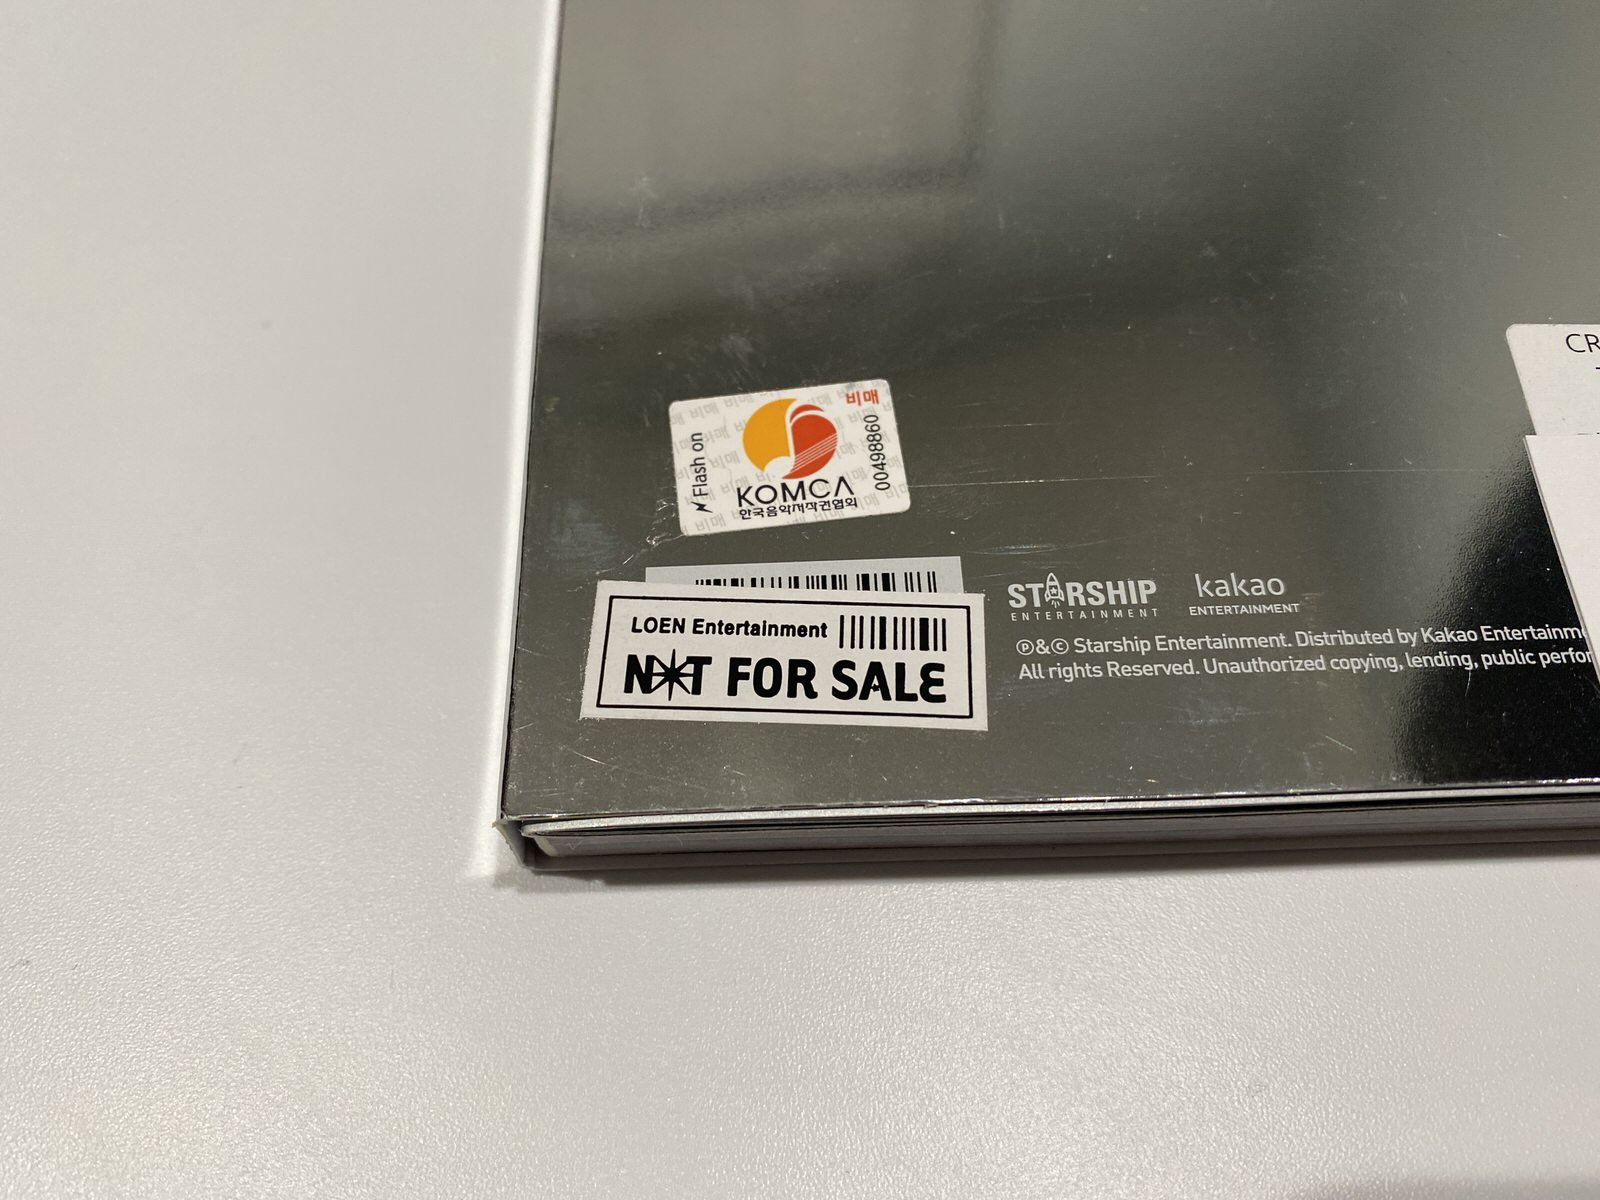 비매
Flash on
00498860
KOMCA
한국음악저작권협회
LOEN Entertainment
NOT FOR SALE
STARSHIP
ENTERTAINMENT
kakao
ENTERTAINMENT
Ⓟ&© Starship Entertainment. Distributed by Kakao Entertainm
All rights Reserved. Unauthorized copying, lending, public perfor
CR